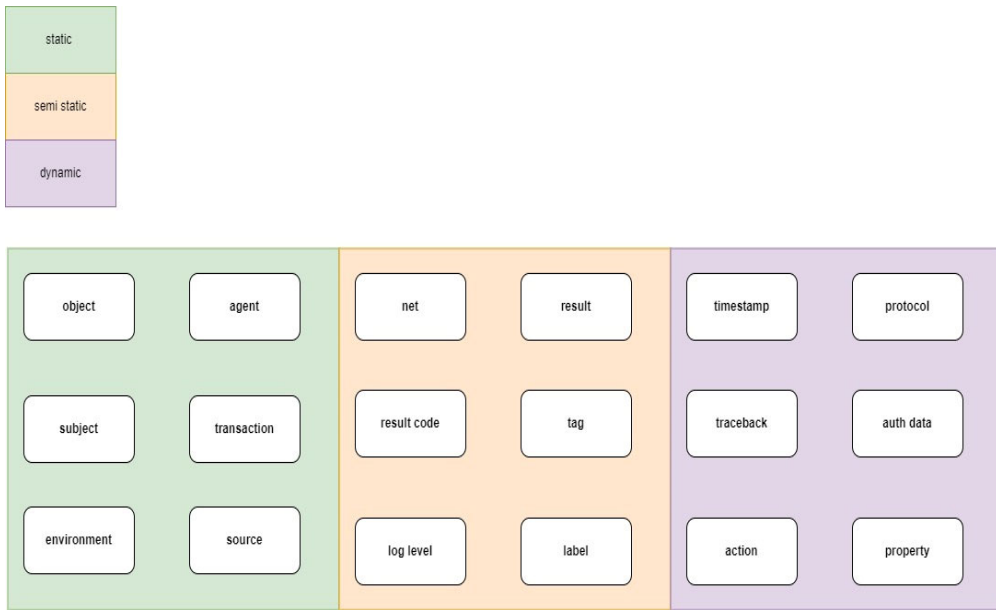 static
semi static
dynamic
object
agent
net
result
timestamp
protocol
subject
transaction
result code
tag
traceback
auth data
environment
source
log level
label
action
property